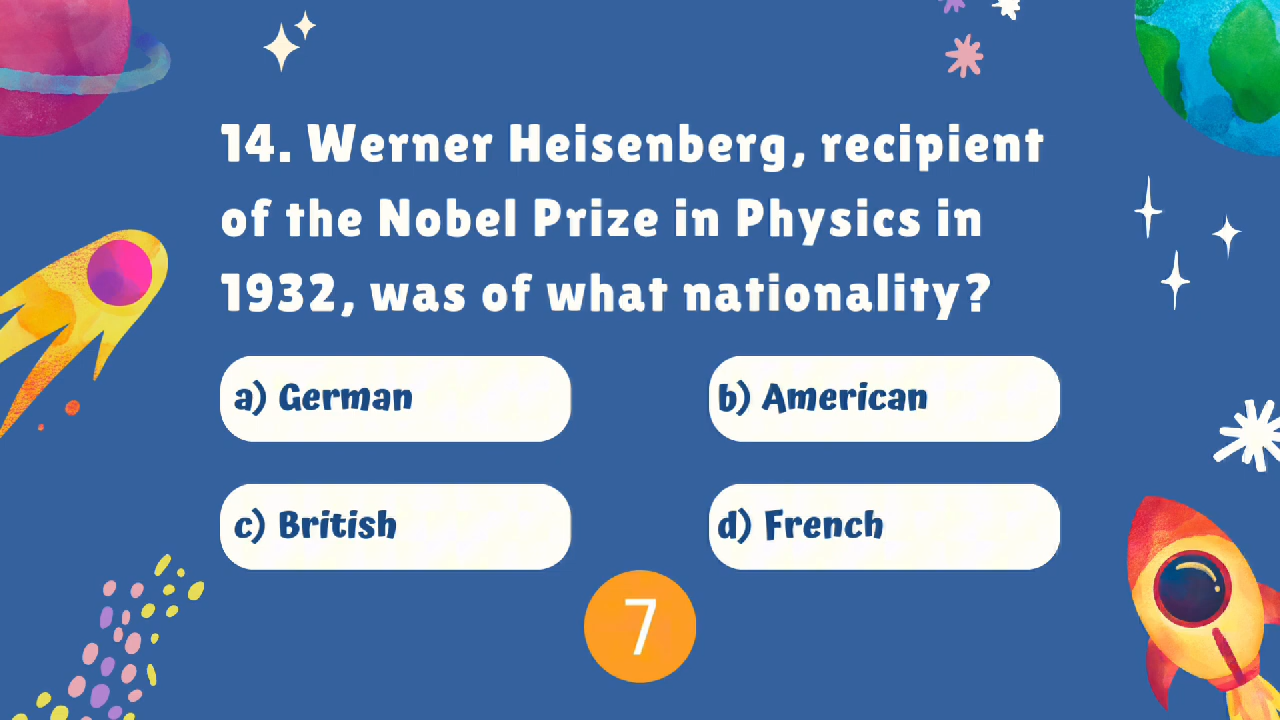 14. Werner Heisenberg, recipient
of the Nobel Prize in Physics in
1932, was of what nationality?
a) German
b) American
c) British
d) French
7